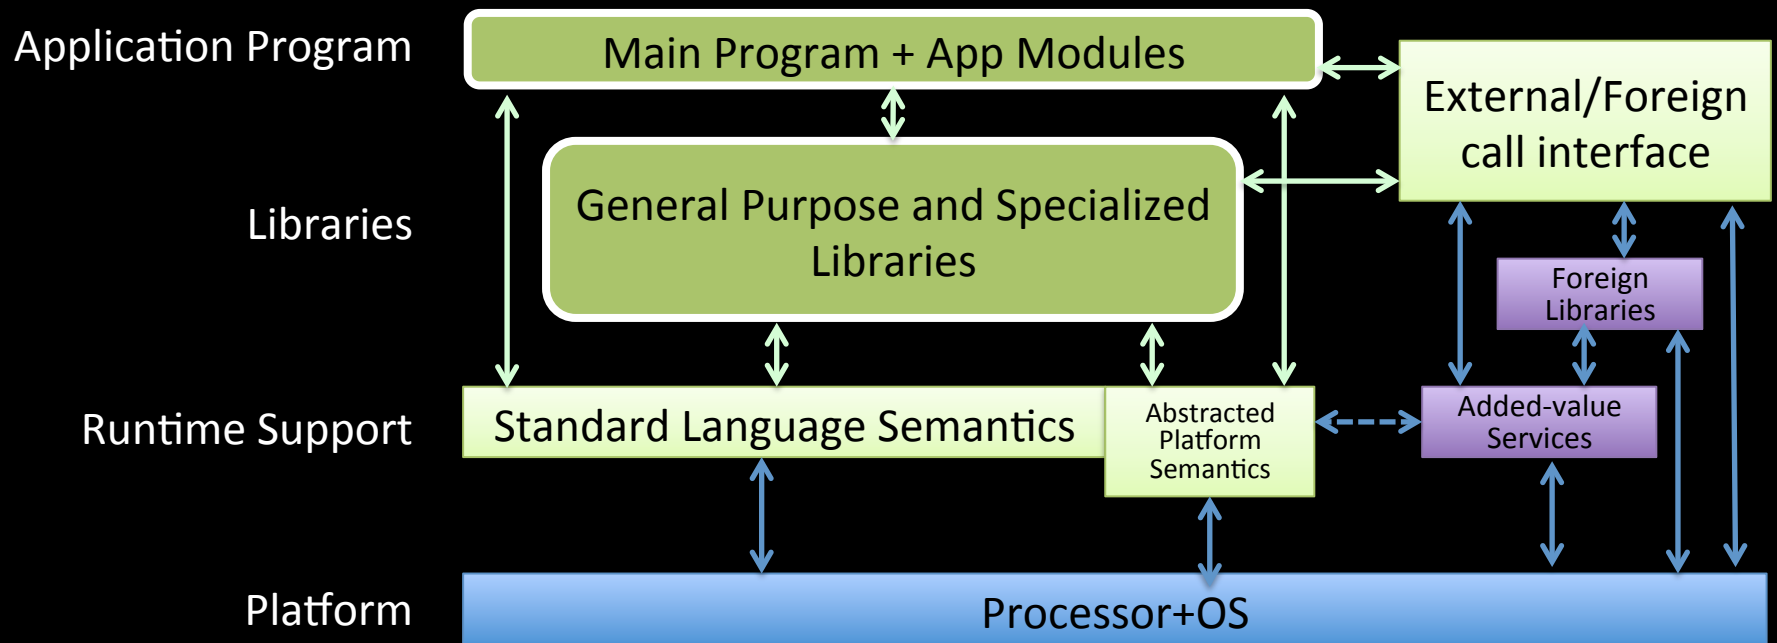 Application Program
Main Program + App Modules
External/Foreign
call interface
Libraries
General Purpose and Specialized
Libraries
Foreign
Libraries
Runtime Support
Standard Language Semantics
Abstracted
Platform
Semantics
Added-value
Services
Platform
Processor+OS